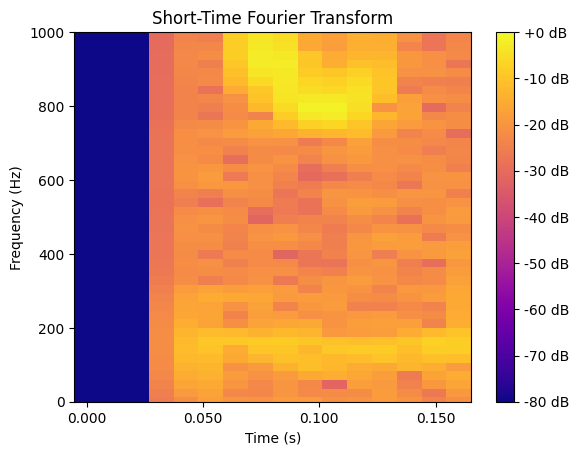 Short-Time Fourier Transform
1000
800
600
400
200
0
Frequency (Hz)
0.000
0.050
0.100
0.150
Time (s)
+0 dB
-10 dB
-20 dB
-30 dB
-40 dB
-50 dB
-60 dB
-70 dB
-80 dB